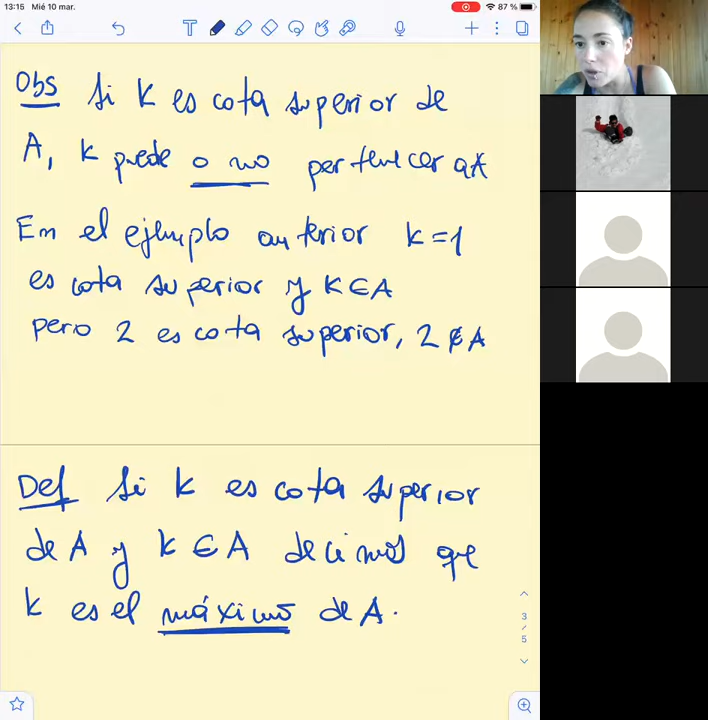 13:15 Mié 10 mar.
87 %
T
Obs Si K es cota superior de
A, k puede o no pertenecer a A
En el ejemplo anterior k=1
es cota superior y K∈A
pero 2 es cota superior, 2∉A
Def Si k es cota superior
de A y k∈A decimos que
k es el máximo de A.
3
/
5